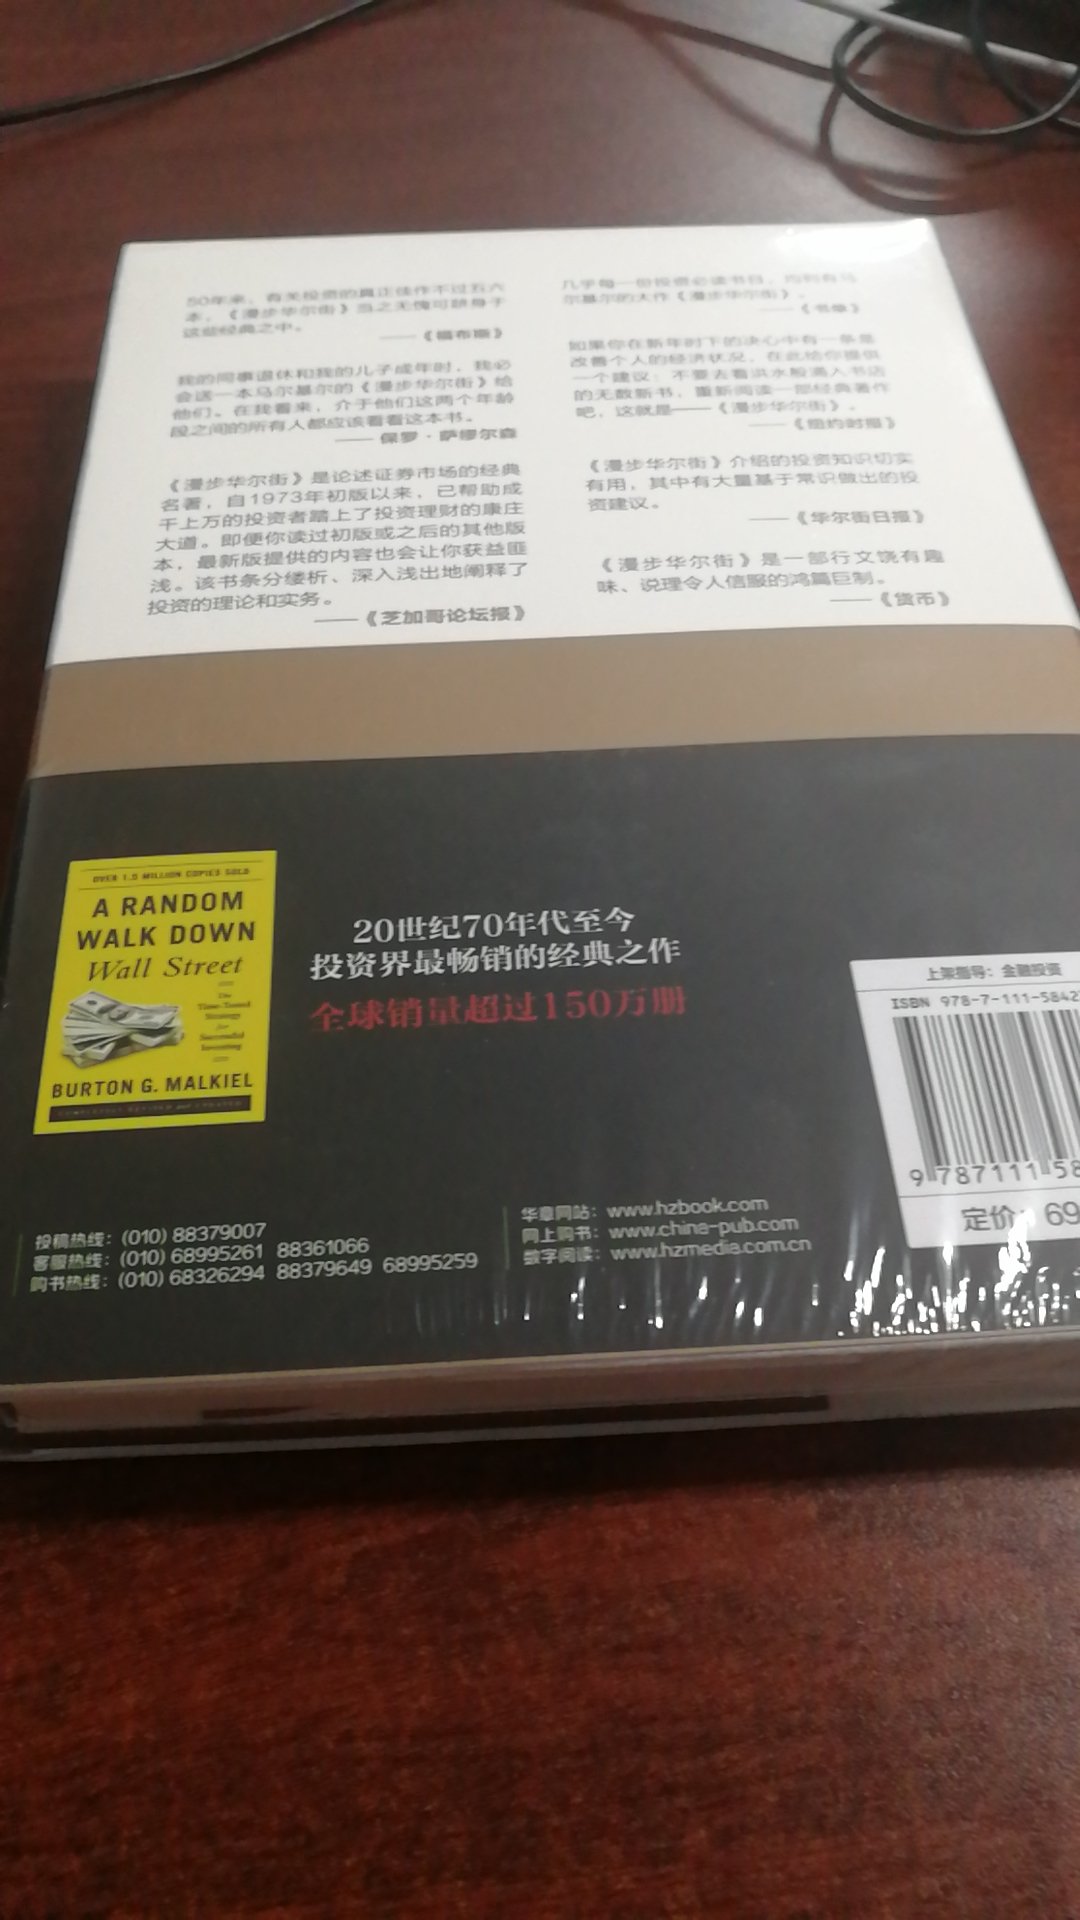 50年来，有关投资的真正佳作不过五六
本，《漫步华尔街》当之无愧可跻身于
这些经典之中。
——《福布斯》
我的同事退休和我的儿子成年时，我必
会送一本马尔基尔的《漫步华尔街》给
他们。在我看来，介于他们这两个年龄
段之间的所有人都应该看看这本书。
—— 保罗·萨缪尔森
《漫步华尔街》是论述证券市场的经典
名著，自1973年初版以来，已帮助成
千上万的投资者踏上了投资理财的康庄
大道。即便你读过初版或之后的其他版
本，最新版提供的内容也会让你获益匪
浅。该书条分缕析、深入浅出地阐释了
投资的理论和实务。
——《芝加哥论坛报》
几乎每一份投资必读书目，均列有马
尔基尔的大作《漫步华尔街》。
——《书单》
如果你在新年时下的决心中有一条是
改善个人的经济状况，在此给你提供
一个建议：不要去看洪水般涌入书店
的无数新书，重新阅读一部经典著作
吧，这就是——《漫步华尔街》。
——《纽约时报》
《漫步华尔街》介绍的投资知识切实
有用，其中有大量基于常识做出的投
资建议。
——《华尔街日报》
《漫步华尔街》是一部行文饶有趣
味、说理令人信服的鸿篇巨制。
——《货币》
OVER 1.5 MILLION COPIES SOLD
A RANDOM
WALK DOWN
Wall Street
The
Time-Tested
Strategy
for
Successful
Investing
BURTON G. MALKIEL
COMPLETELY REVISED and UPDATED
20世纪70年代至今
投资界最畅销的经典之作
全球销量超过150万册
上架指导：金融投资
ISBN 978-7-111-5842
9 787111 58
定价：69
投稿热线：(010) 88379007
客服热线：(010) 68995261 88361066
购书热线：(010) 68326294 88379649 68995259
华章网站：www.hzbook.com
网上购书：www.china-pub.com
数字阅读：www.hzmedia.com.cn